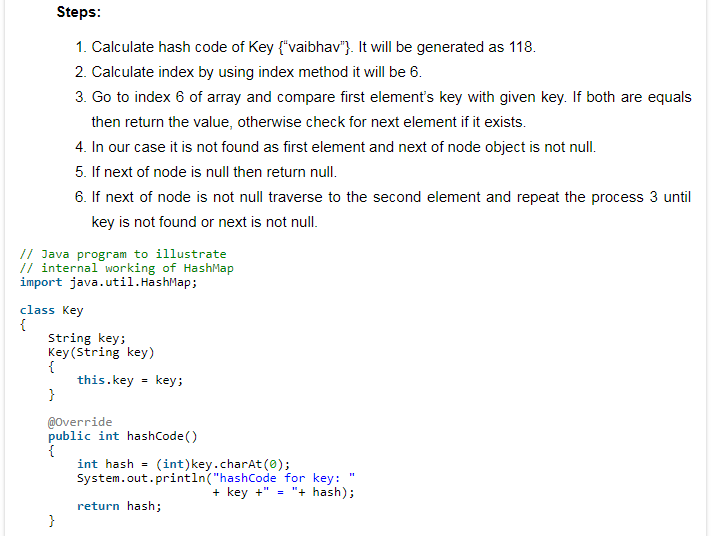 Steps:
1. Calculate hash code of Key {“vaibhav”}. It will be generated as 118.
2. Calculate index by using index method it will be 6.
3. Go to index 6 of array and compare first element’s key with given key. If both are equals
then return the value, otherwise check for next element if it exists.
4. In our case it is not found as first element and next of node object is not null.
5. If next of node is null then return null.
6. If next of node is not null traverse to the second element and repeat the process 3 until
key is not found or next is not null.
// Java program to illustrate
// internal working of HashMap
import java.util.HashMap;
class Key
{
    String key;
    Key(String key)
    {
        this.key = key;
    }
    @Override
    public int hashCode()
    {
        int hash = (int)key.charAt(0);
        System.out.println("hashCode for key: "
                           + key +" = "+ hash);
        return hash;
    }